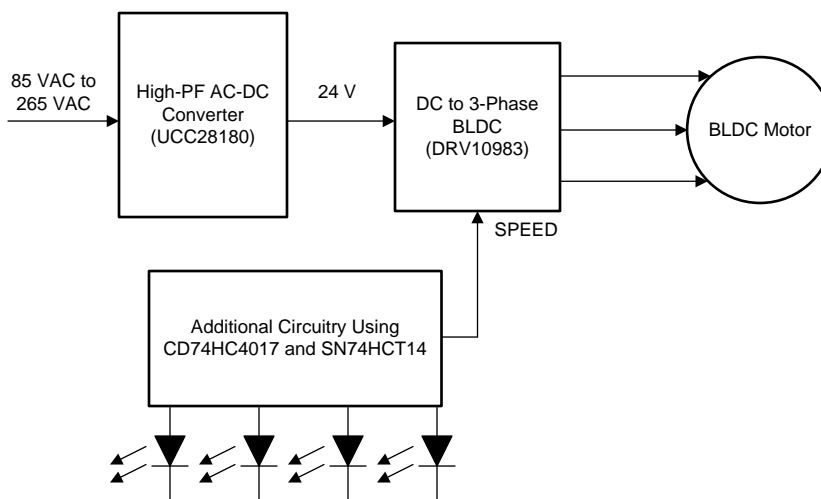 85 VAC to
265 VAC
High-PF AC-DC
Converter
(UCC28180)
24 V
DC to 3-Phase
BLDC
(DRV10983)
BLDC Motor
SPEED
Additional Circuitry Using
CD74HC4017 and SN74HCT14